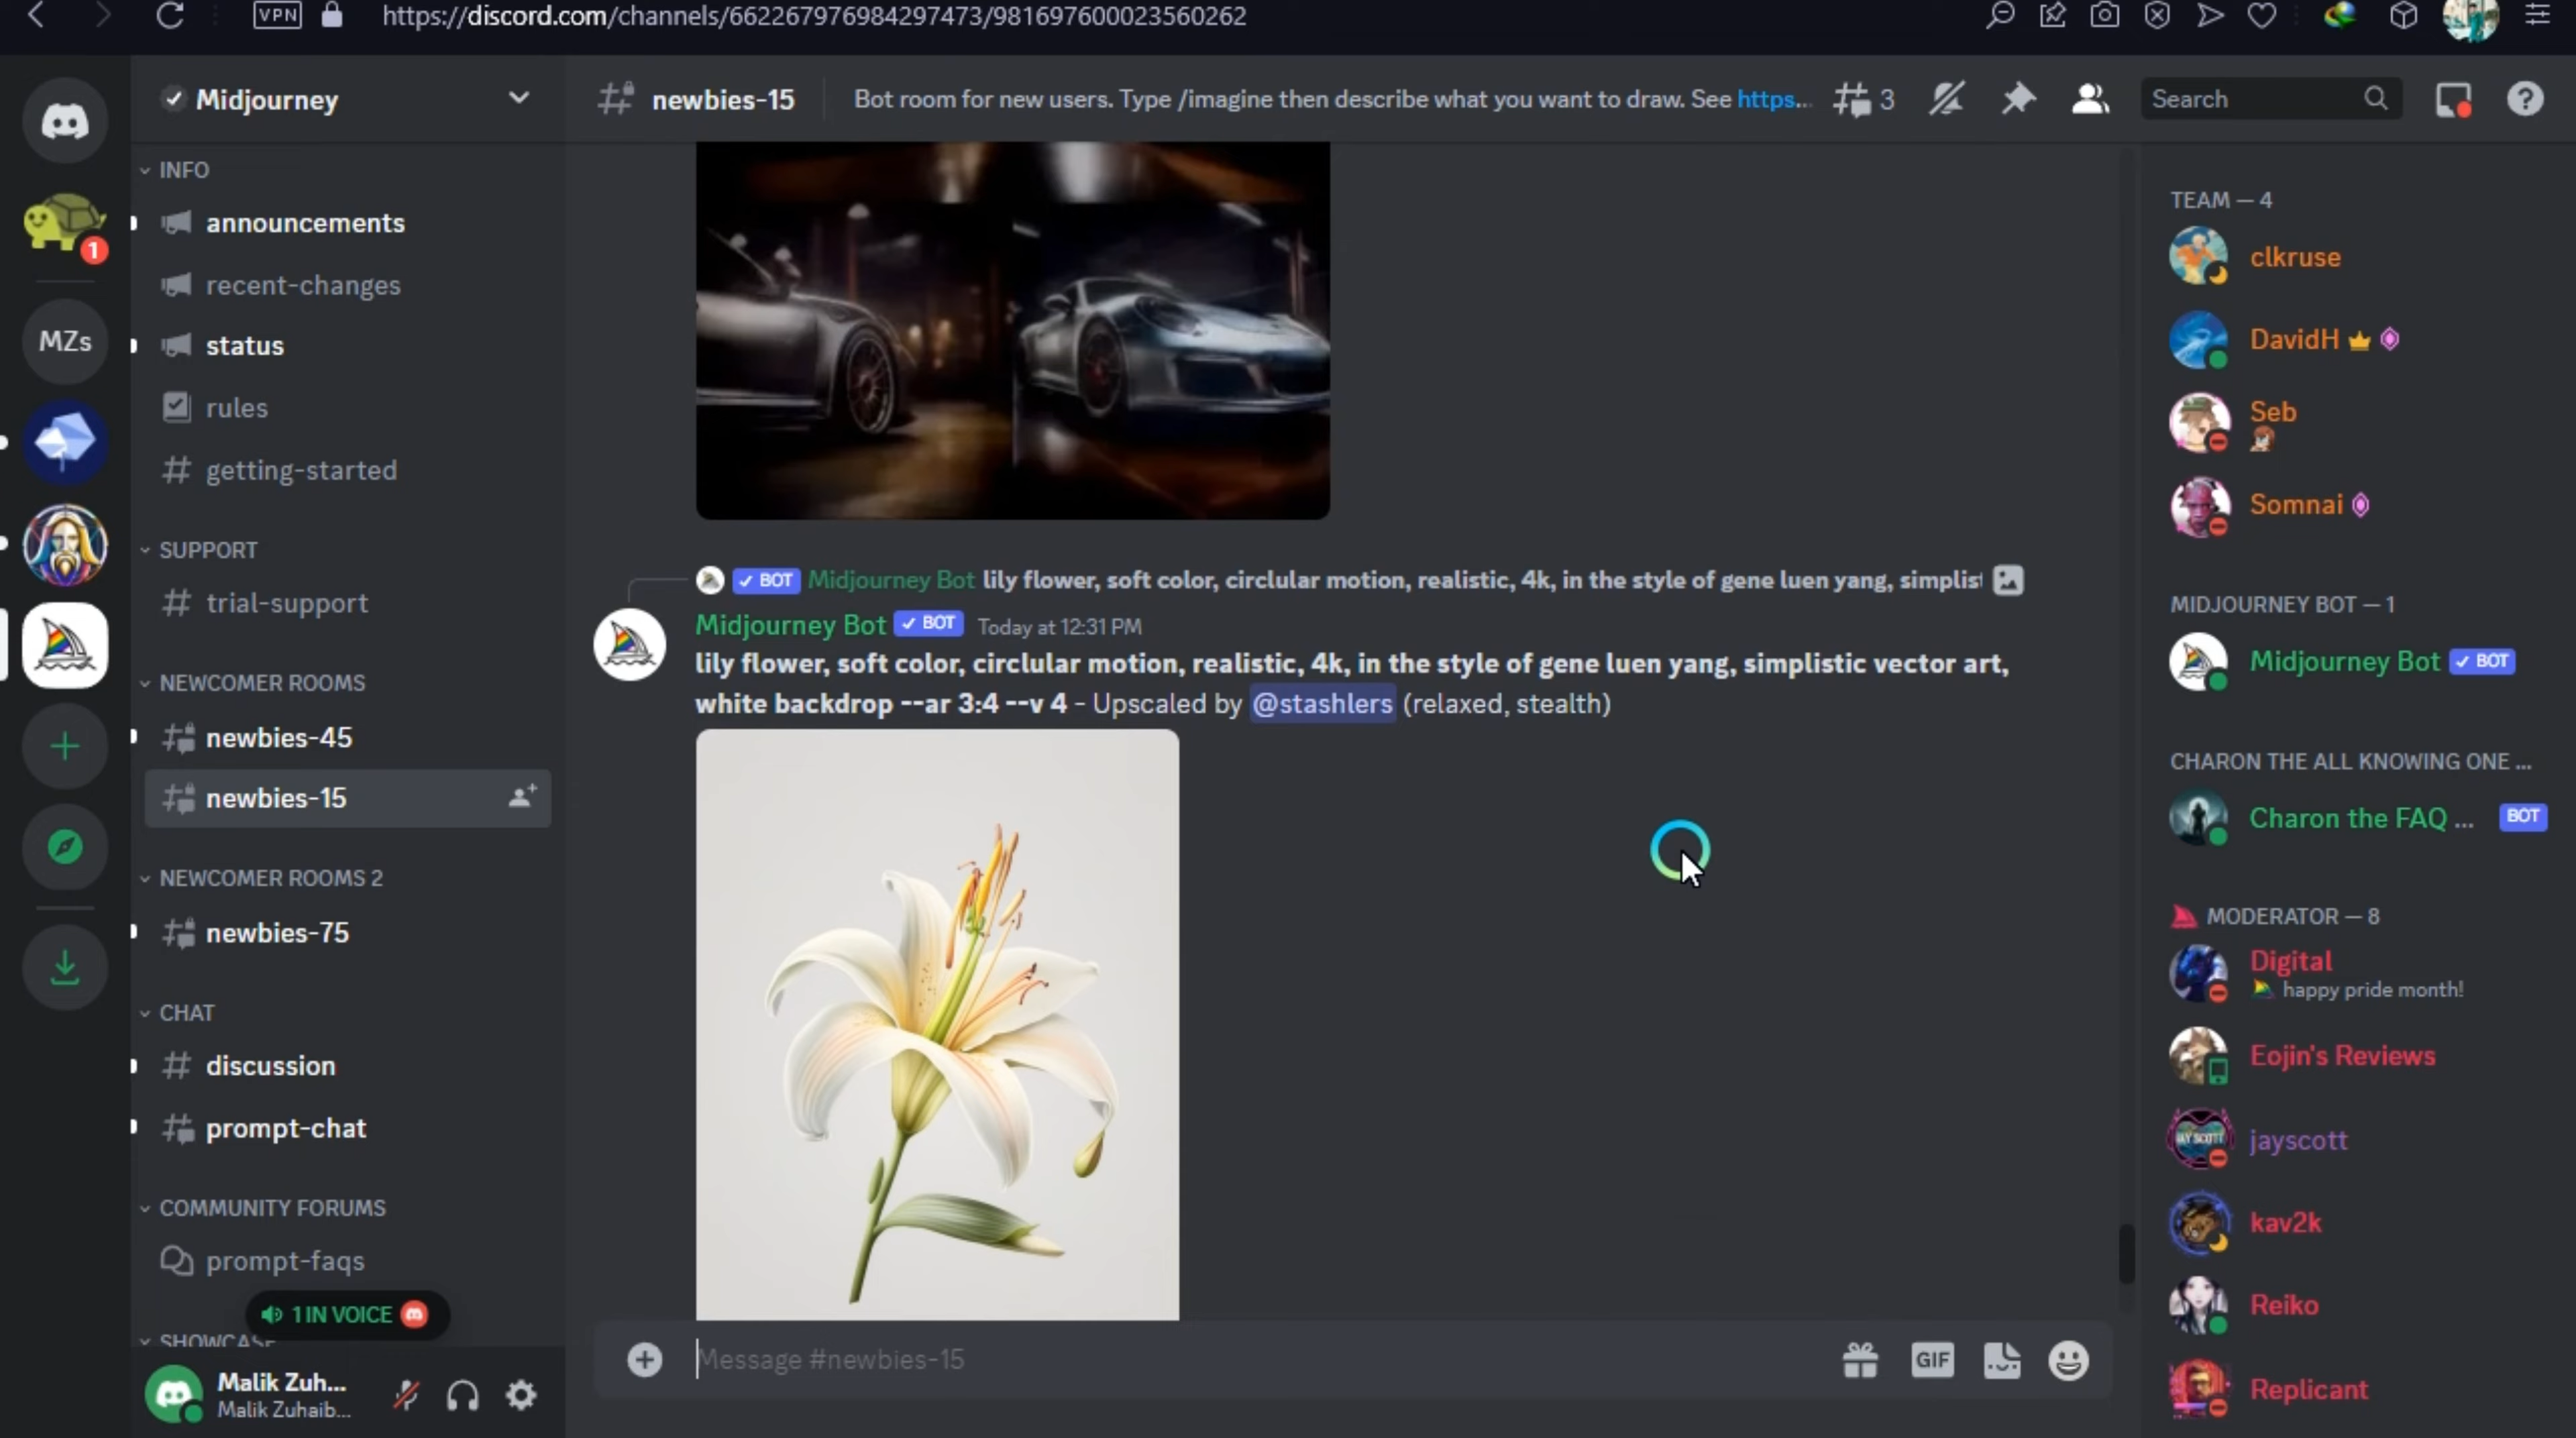 VPN
https://discord.com/channels/662267976984297473/981697600023560262
Midjourney
newbies-15
Bot room for new users. Type /imagine then describe what you want to draw. See https...
3
Search
INFO
announcements
recent-changes
status
rules
getting-started
SUPPORT
trial-support
NEWCOMER ROOMS
newbies-45
newbies-15
NEWCOMER ROOMS 2
newbies-75
CHAT
discussion
prompt-chat
COMMUNITY FORUMS
prompt-faqs
1 IN VOICE
SHOWCASE
Malik Zuh...
Malik Zuhaib...
1
MZs
BOT Midjourney Bot lily flower, soft color, circlular motion, realistic, 4k, in the style of gene luen yang, simplist
Midjourney Bot BOT Today at 12:31 PM
lily flower, soft color, circlular motion, realistic, 4k, in the style of gene luen yang, simplistic vector art,
white backdrop --ar 3:4 --v 4 - Upscaled by @stashlers (relaxed, stealth)
Message #newbies-15
GIF
TEAM — 4
clkruse
DavidH
Seb
Somnai
MIDJOURNEY BOT — 1
Midjourney Bot BOT
CHARON THE ALL KNOWING ONE ...
Charon the FAQ ... BOT
MODERATOR — 8
Digital
happy pride month!
Eojin's Reviews
JAY SCOTT
jayscott
kav2k
Reiko
Replicant